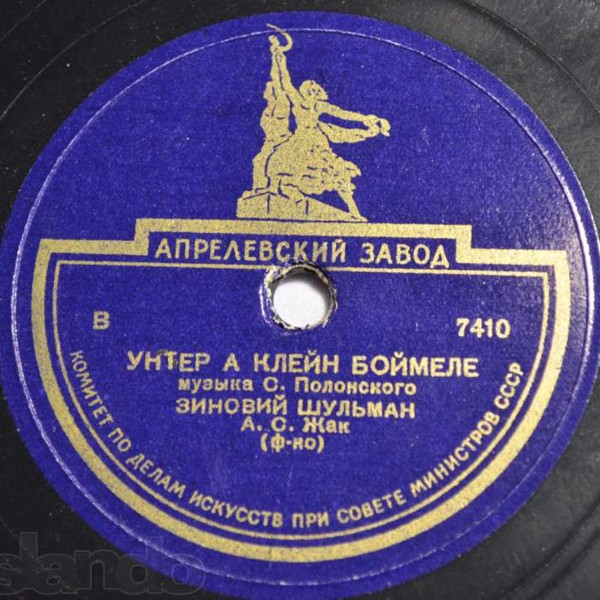 АПРЕЛЕВСКИЙ ЗАВОД
В
7410
УНТЕР А КЛЕЙН БОЙМЕЛЕ
музыка С. Полонского
ЗИНОВИЙ ШУЛЬМАН
А. С. Жак
(ф-но)
КОМИТЕТ ПО ДЕЛАМ ИСКУССТВ ПРИ СОВЕТЕ МИНИСТРОВ СССР
slando